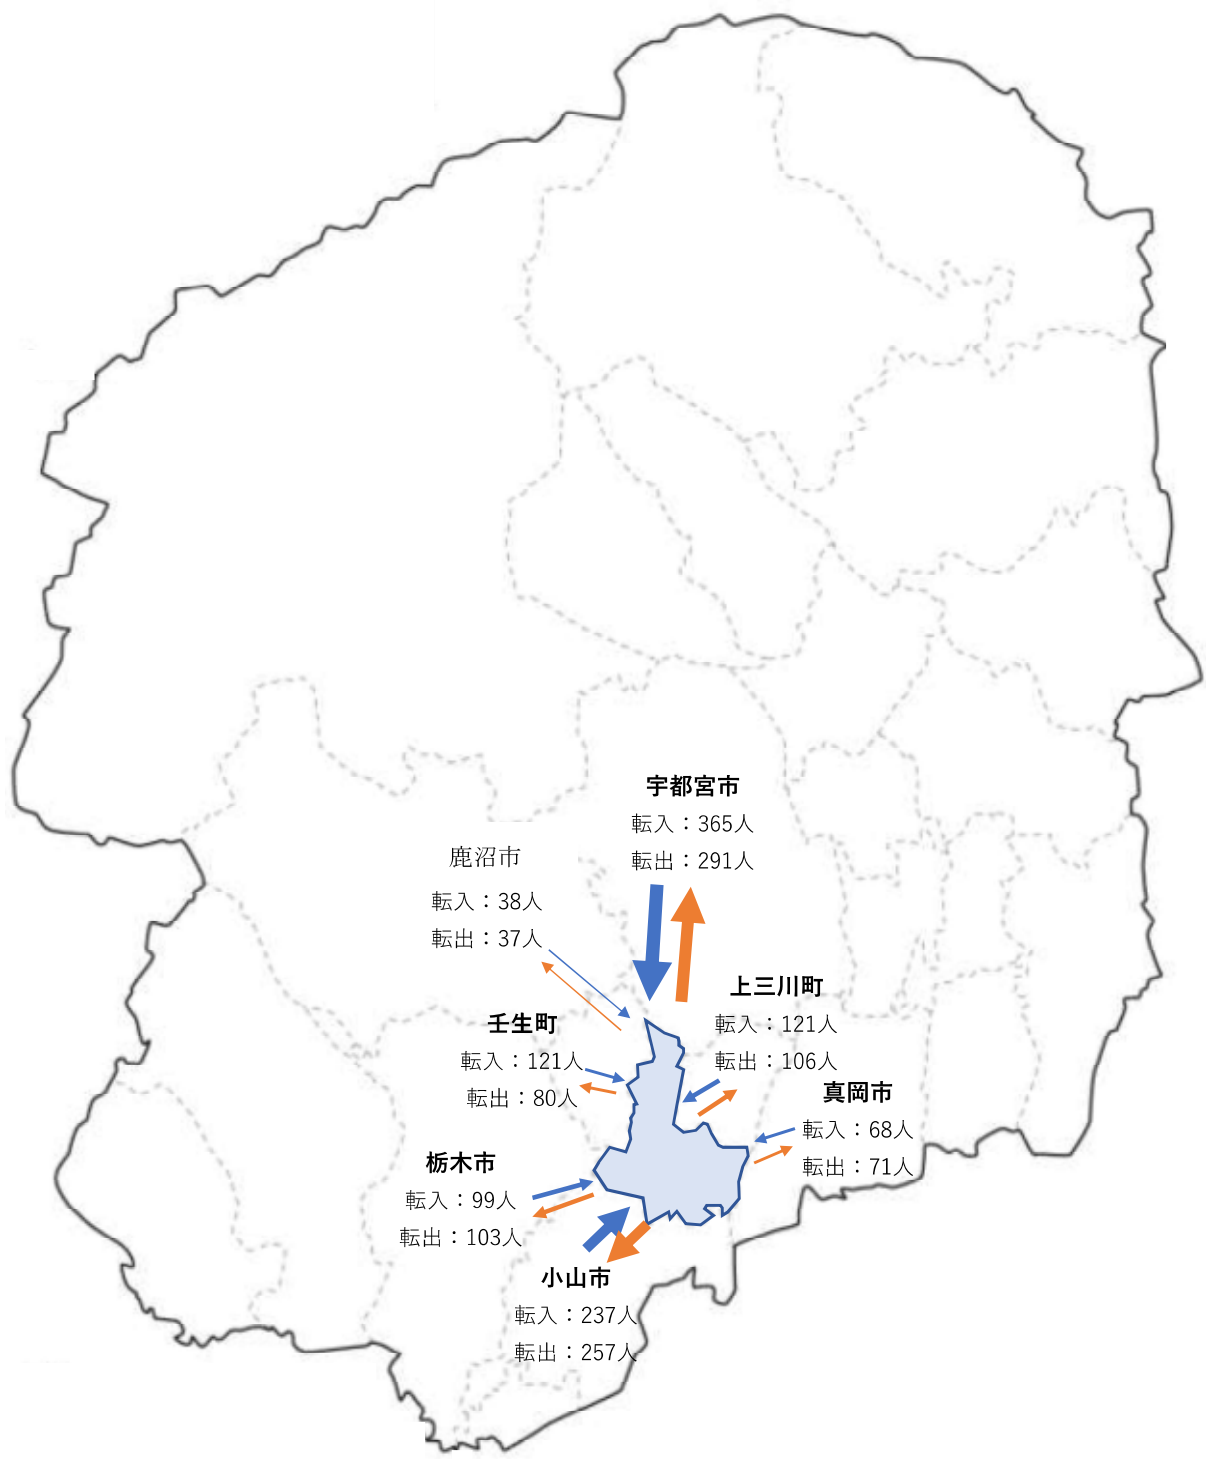 宇都宮市
転入：365人
転出：291人
鹿沼市
転入：38人
転出：37人
上三川町
転入：121人
転出：106人
壬生町
転入：121人
転出：80人
真岡市
転入：68人
転出：71人
栃木市
転入：99人
転出：103人
小山市
転入：237人
転出：257人